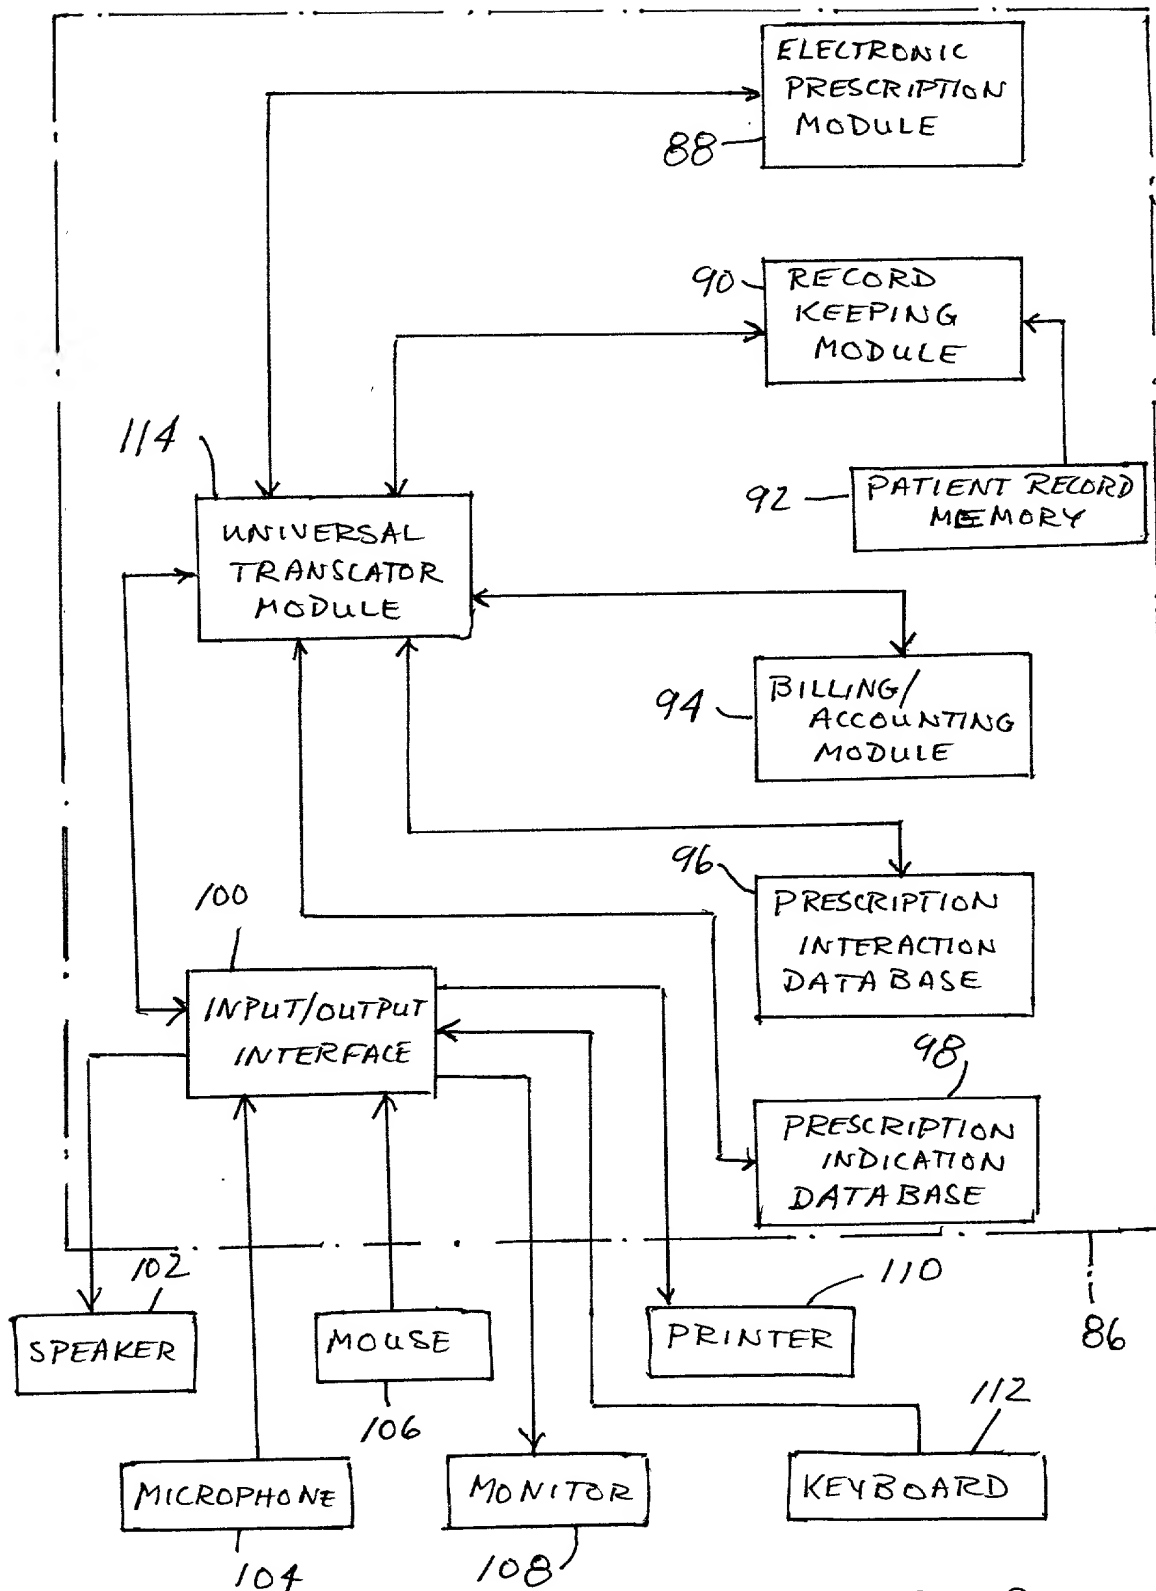 ELECTRONIC
PRESCRIPTION
MODULE
88
90
RECORD
KEEPING
MODULE
114
92
PATIENT RECORD
MEMORY
UNIVERSAL
TRANSCATOR
MODULE
94
BILLING/
ACCOUNTING
MODULE
96
PRESCRIPTION
INTERACTION
DATABASE
100
INPUT/OUTPUT
INTERFACE
98
PRESCRIPTION
INDICATION
DATABASE
102
SPEAKER
MOUSE
106
110
PRINTER
86
112
MICROPHONE
104
MONITOR
108
KEYBOARD